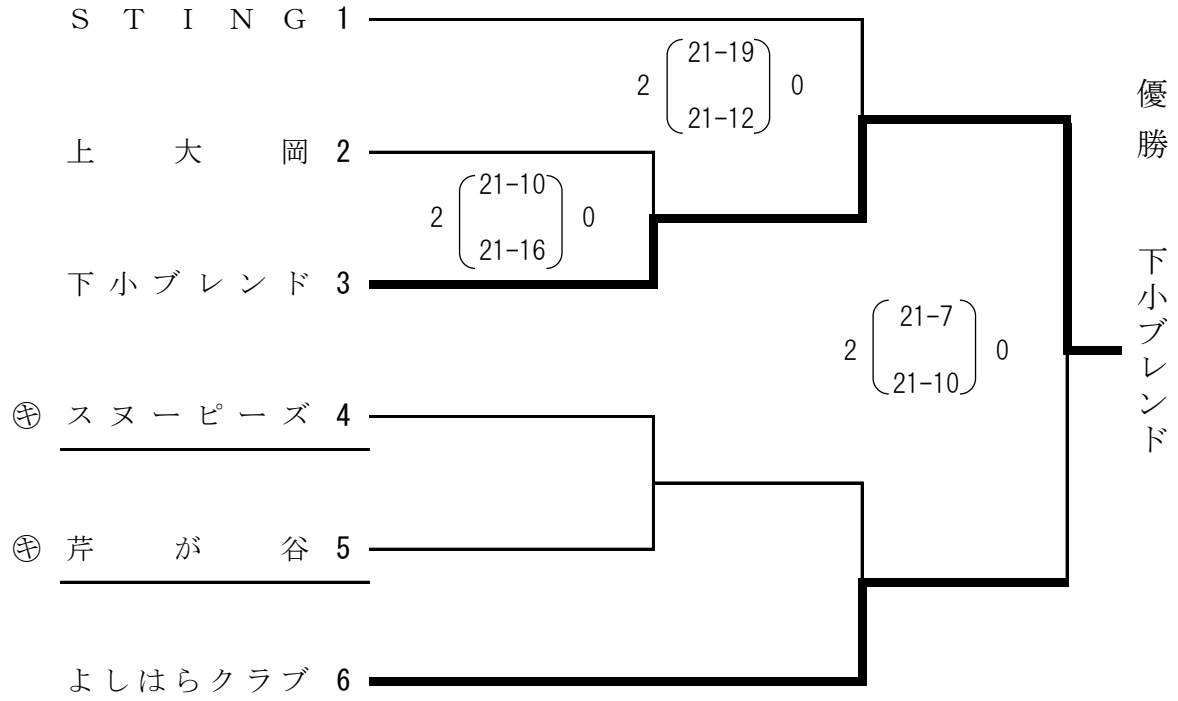 STING 1
21-19
2 0
21-12
上大岡 2
21-10
2 0
21-16
下小ブレンド 3
21-7
2 0
21-10
㋖ スヌーピーズ 4
㋖ 芹が谷 5
よしはらクラブ 6
優勝 下小ブレンド